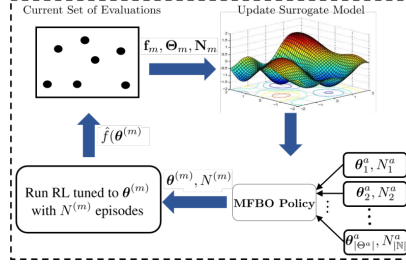 Current Set of Evaluations
Update Surrogate Model
f_m, Θ_m, N_m
f̂(θ^(m)
θ^(m), N^(m)
Run RL tuned to θ^(m)
with N^(m) episodes
MFBO Policy
θ_1^a, N_1^a
θ_2^a, N_2^a
θ_|Θ^a|^a, N_|ℕ|^a